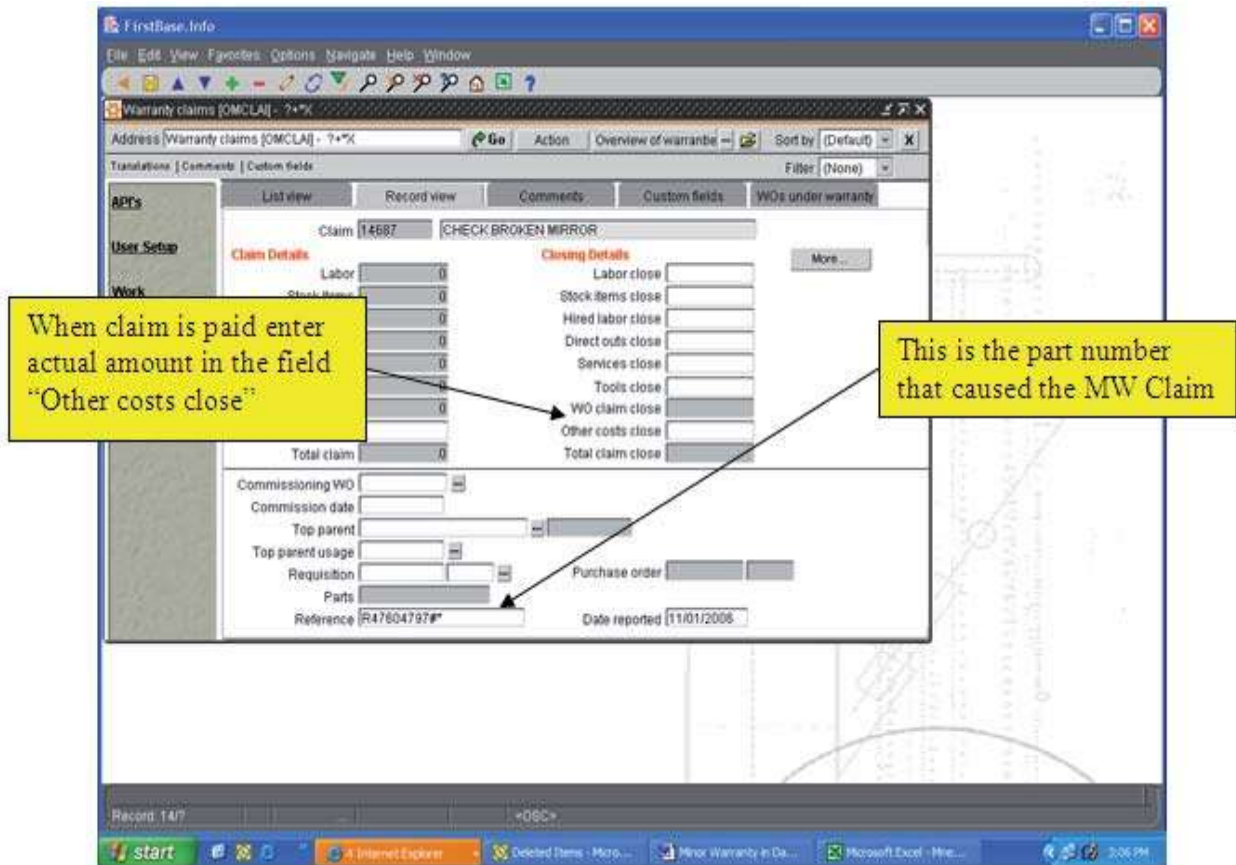 FirstBase.Info
File Edit View Favorites Options Navigate Help Window
Warranty claims [OMCLAI] - ?+*X
Address Warranty claims [OMCLAI] - ?+*X Go Action Overview of warrantie Sort by (Default) X
Translations | Comments | Custom fields Filter (None)
API's
User Setup
Work
List view Record view Comments Custom fields WOs under warranty
Claim 14687 CHECK BROKEN MIRROR
Claim Details Closing Details More...
Labor 0 Labor close
Stock items 0 Stock items close
0 Hired labor close
0 Direct outs close
0 Services close
0 Tools close
0 WO claim close
Other costs close
Total claim 0 Total claim close
When claim is paid enter
actual amount in the field
“Other costs close”
This is the part number
that caused the MW Claim
Commissioning WO
Commission date
Top parent
Top parent usage
Requisition Purchase order
Parts
Reference R47604797#* Date reported 11/01/2006
Record: 14/? <OSC>
start 4 Internet Explorer Deleted Items - Micro... Minor Warranty in Da... Microsoft Excel - Mne... 2:06 PM